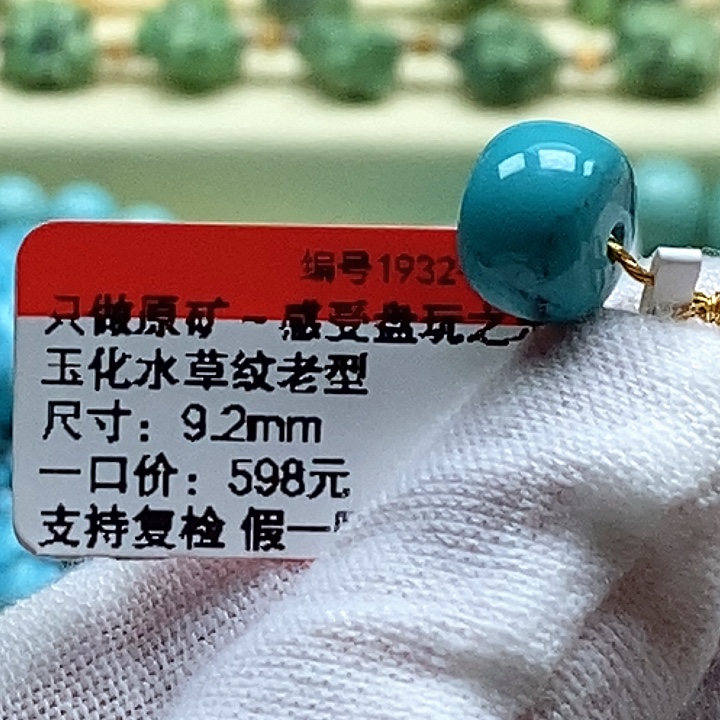 编号1932-
只做原矿~感受盘玩之
玉化水草纹老型
尺寸：9.2mm
一口价：598元
支持复检 假一